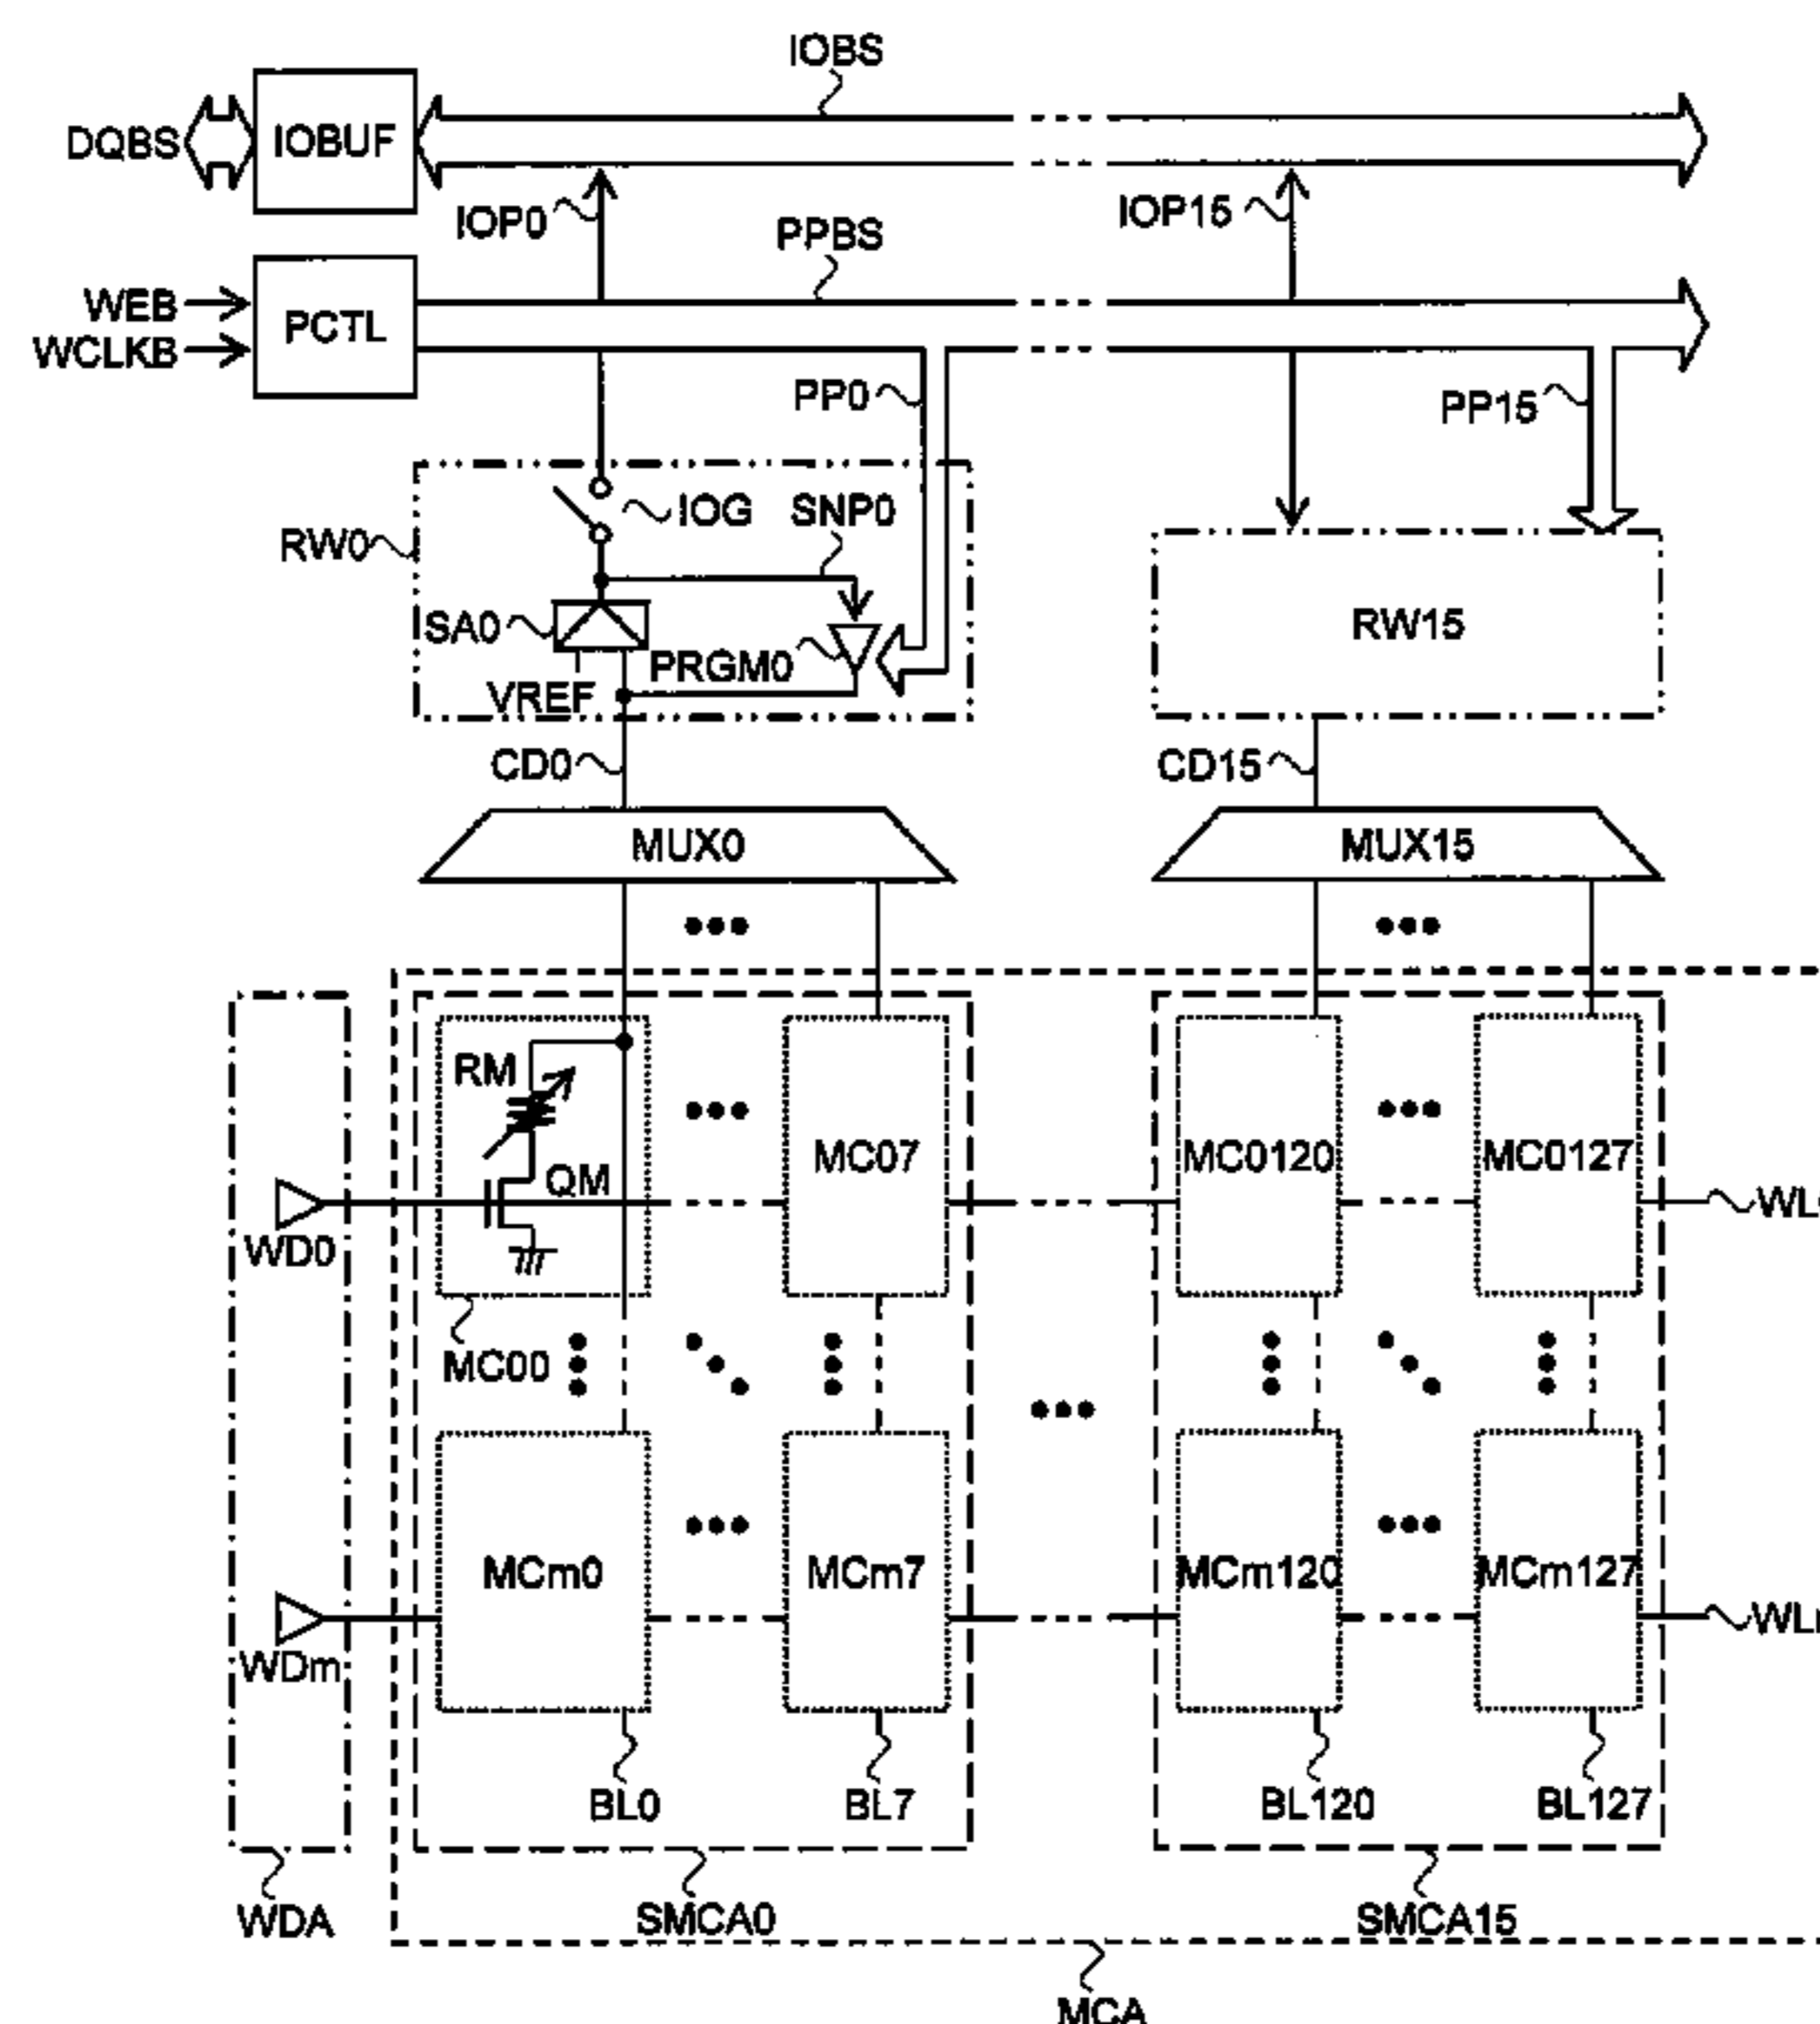 IOBS
DQBS
IOBUF
IOP0
IOP15
PPBS
WEB
WCLKB
PCTL
PP0
PP15
RW0
IOG
SNP0
SA0
PRGM0
VREF
RW15
CD0
CD15
MUX0
MUX15
RM
QM
MC07
MC0120
MC0127
WD0
MC00
MCm0
MCm7
MCm120
MCm127
WDm
BL0
BL7
BL120
BL127
WDA
SMCA0
SMCA15
MCA